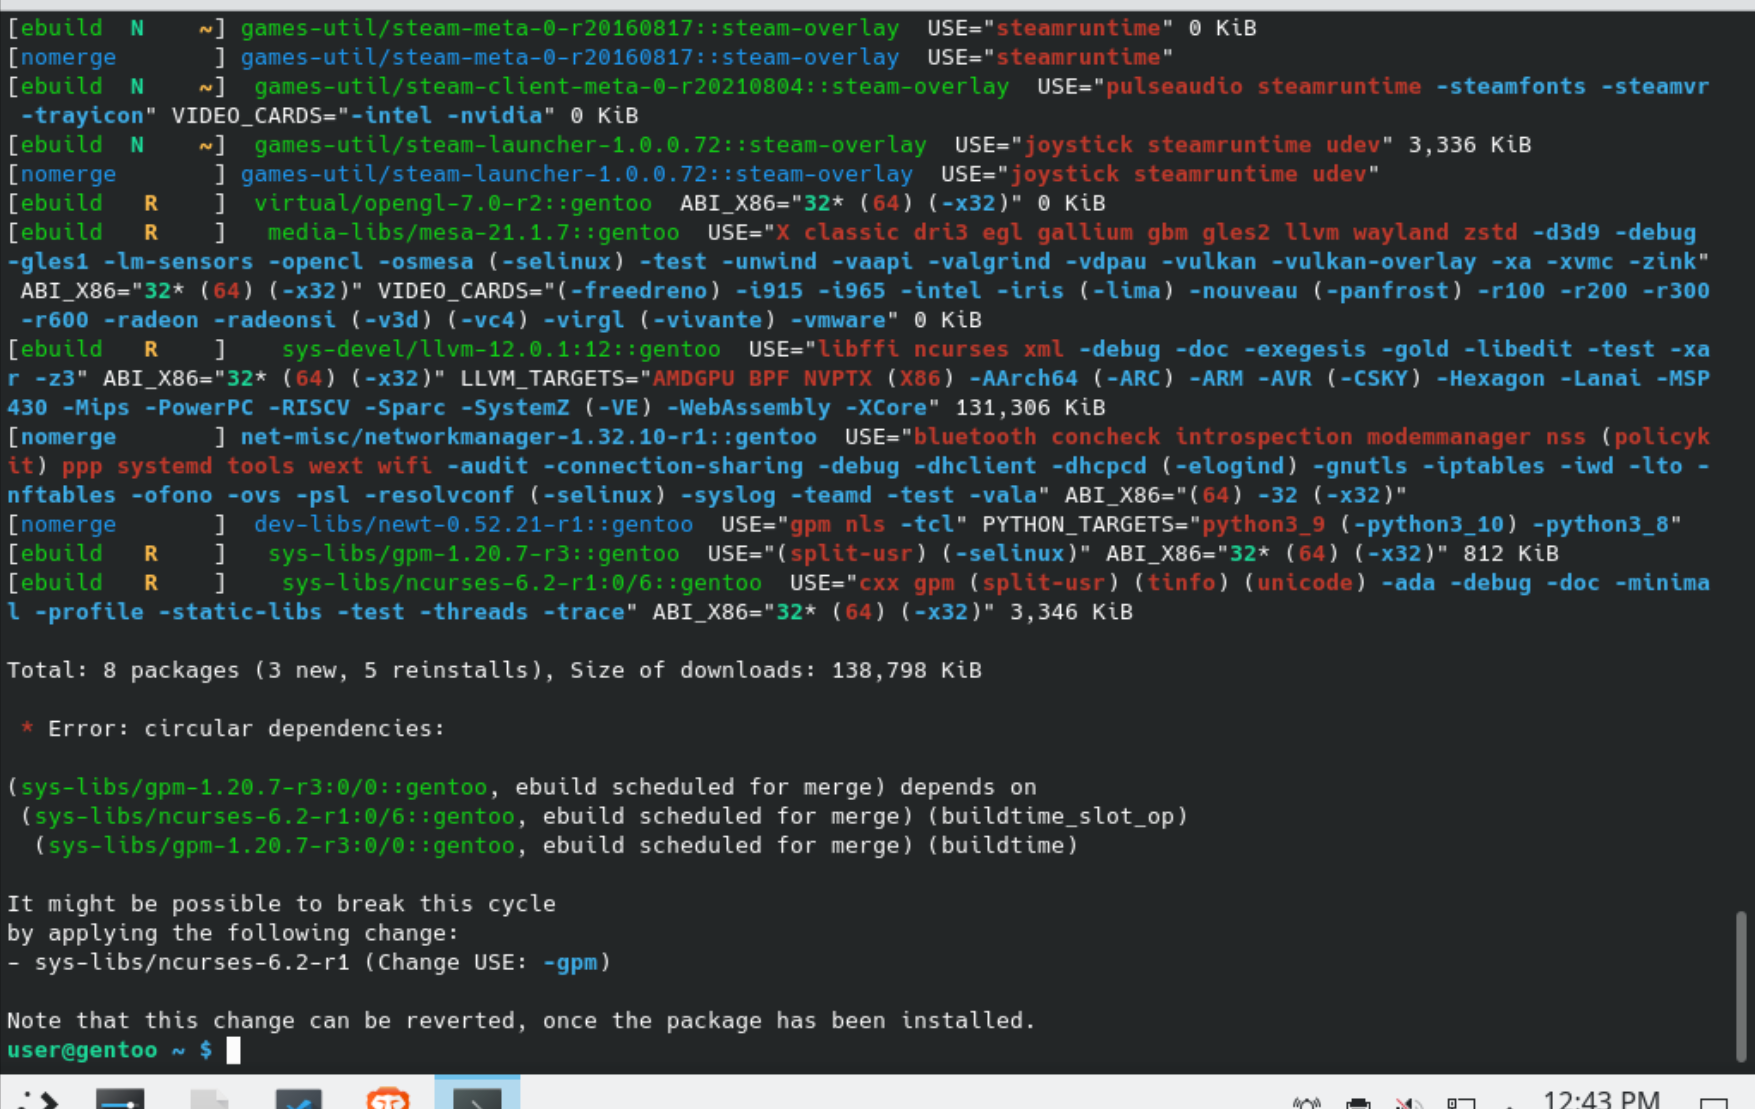 [ebuild  N    ~] games-util/steam-meta-0-r20160817::steam-overlay  USE="steamruntime" 0 KiB
[nomerge       ] games-util/steam-meta-0-r20160817::steam-overlay  USE="steamruntime"
[ebuild  N    ~]  games-util/steam-client-meta-0-r20210804::steam-overlay  USE="pulseaudio steamruntime -steamfonts -steamvr
 -trayicon" VIDEO_CARDS="-intel -nvidia" 0 KiB
[ebuild  N    ~]  games-util/steam-launcher-1.0.0.72::steam-overlay  USE="joystick steamruntime udev" 3,336 KiB
[nomerge       ] games-util/steam-launcher-1.0.0.72::steam-overlay  USE="joystick steamruntime udev"
[ebuild   R    ]  virtual/opengl-7.0-r2::gentoo  ABI_X86="32* (64) (-x32)" 0 KiB
[ebuild   R    ]   media-libs/mesa-21.1.7::gentoo  USE="X classic dri3 egl gallium gbm gles2 llvm wayland zstd -d3d9 -debug
-gles1 -lm-sensors -opencl -osmesa (-selinux) -test -unwind -vaapi -valgrind -vdpau -vulkan -vulkan-overlay -xa -xvmc -zink"
 ABI_X86="32* (64) (-x32)" VIDEO_CARDS="(-freedreno) -i915 -i965 -intel -iris (-lima) -nouveau (-panfrost) -r100 -r200 -r300
 -r600 -radeon -radeonsi (-v3d) (-vc4) -virgl (-vivante) -vmware" 0 KiB
[ebuild   R    ]    sys-devel/llvm-12.0.1:12::gentoo  USE="libffi ncurses xml -debug -doc -exegesis -gold -libedit -test -xa
r -z3" ABI_X86="32* (64) (-x32)" LLVM_TARGETS="AMDGPU BPF NVPTX (X86) -AArch64 (-ARC) -ARM -AVR (-CSKY) -Hexagon -Lanai -MSP
430 -Mips -PowerPC -RISCV -Sparc -SystemZ (-VE) -WebAssembly -XCore" 131,306 KiB
[nomerge       ] net-misc/networkmanager-1.32.10-r1::gentoo  USE="bluetooth concheck introspection modemmanager nss (policyk
it) ppp systemd tools wext wifi -audit -connection-sharing -debug -dhclient -dhcpcd (-elogind) -gnutls -iptables -iwd -lto -
nftables -ofono -ovs -psl -resolvconf (-selinux) -syslog -teamd -test -vala" ABI_X86="(64) -32 (-x32)"
[nomerge       ]  dev-libs/newt-0.52.21-r1::gentoo  USE="gpm nls -tcl" PYTHON_TARGETS="python3_9 (-python3_10) -python3_8"
[ebuild   R    ]   sys-libs/gpm-1.20.7-r3::gentoo  USE="(split-usr) (-selinux)" ABI_X86="32* (64) (-x32)" 812 KiB
[ebuild   R    ]    sys-libs/ncurses-6.2-r1:0/6::gentoo  USE="cxx gpm (split-usr) (tinfo) (unicode) -ada -debug -doc -minima
l -profile -static-libs -test -threads -trace" ABI_X86="32* (64) (-x32)" 3,346 KiB
Total: 8 packages (3 new, 5 reinstalls), Size of downloads: 138,798 KiB
 * Error: circular dependencies:
(sys-libs/gpm-1.20.7-r3:0/0::gentoo, ebuild scheduled for merge) depends on
 (sys-libs/ncurses-6.2-r1:0/6::gentoo, ebuild scheduled for merge) (buildtime_slot_op)
  (sys-libs/gpm-1.20.7-r3:0/0::gentoo, ebuild scheduled for merge) (buildtime)
It might be possible to break this cycle
by applying the following change:
- sys-libs/ncurses-6.2-r1 (Change USE: -gpm)
Note that this change can be reverted, once the package has been installed.
user@gentoo ~ $
12:43 PM